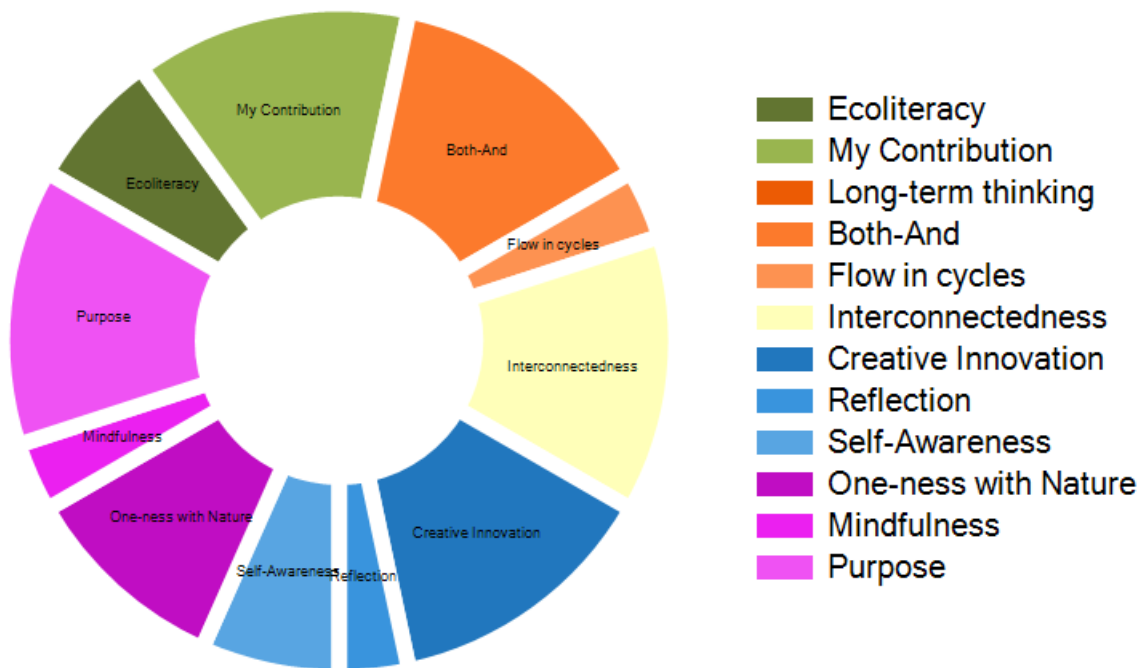 My Contribution
Both-And
Ecoliteracy
Flow in cycles
Purpose
Interconnectedness
Mindfulness
One-ness with Nature
Creative Innovation
Self-Awareness
Reflection
Ecoliteracy
My Contribution
Long-term thinking
Both-And
Flow in cycles
Interconnectedness
Creative Innovation
Reflection
Self-Awareness
One-ness with Nature
Mindfulness
Purpose